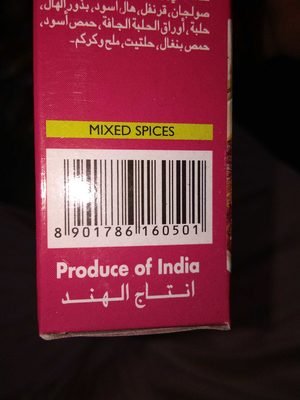 صولجان، قرنفل، هال أسود، بذور الهال،
حلبة، أوراق الحلبة الجافة، حمص أسود،
حمص بنغال، حلتيت، ملح وكركم.
MIXED SPICES
8 901786 160501
Produce of India
انتاج الهند